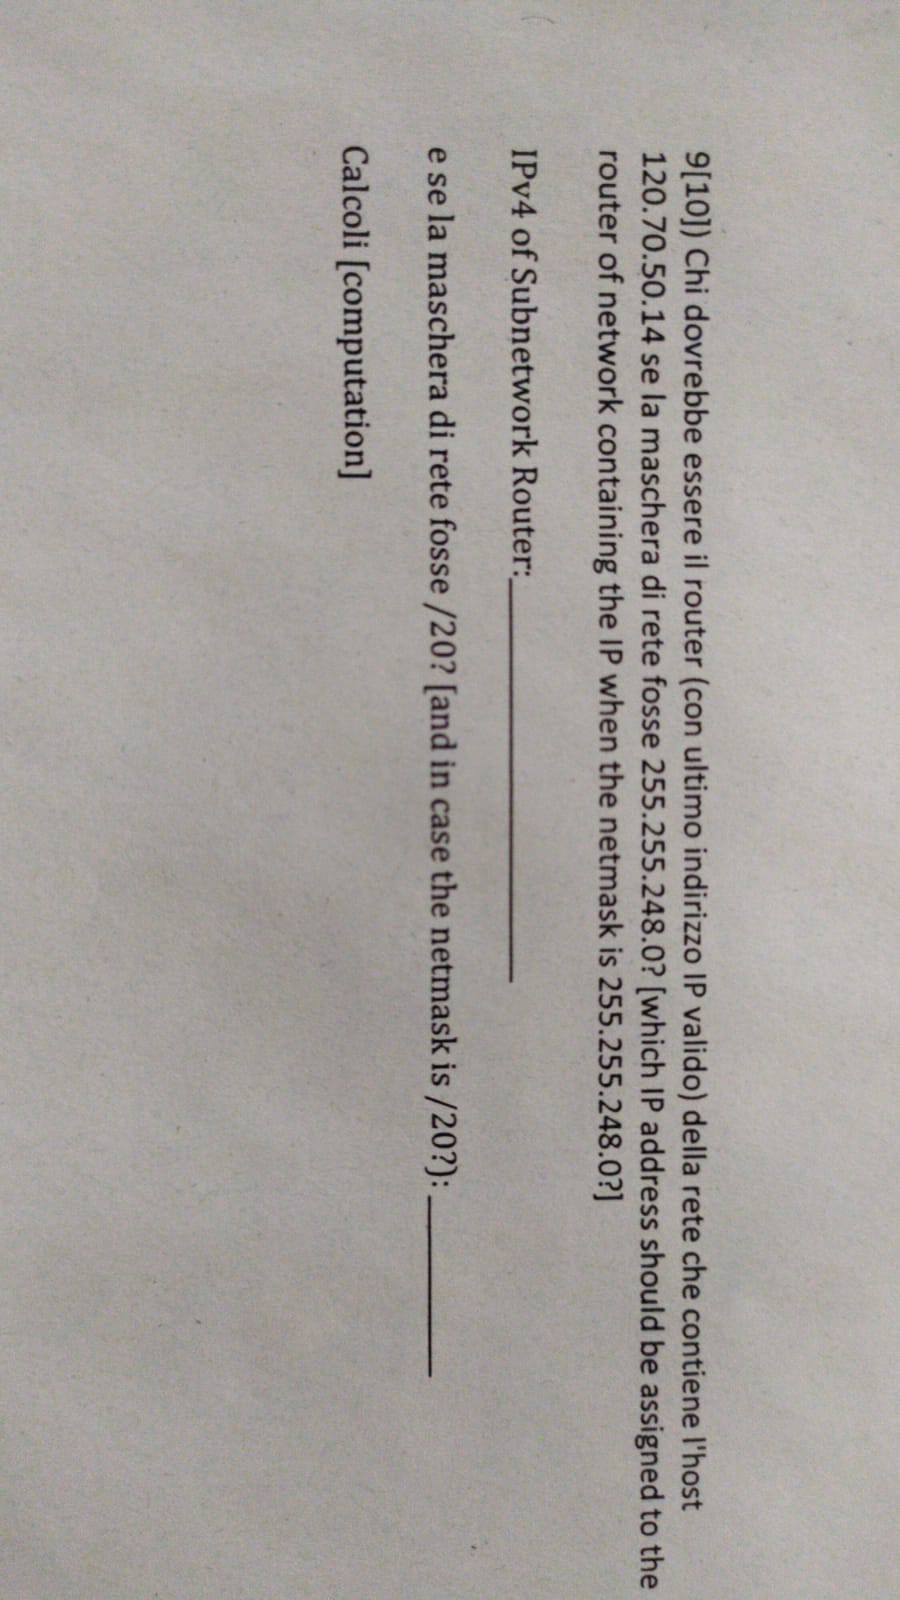 9[10]) Chi dovrebbe essere il router (con ultimo indirizzo IP valido) della rete che contiene l'host
120.70.50.14 se la maschera di rete fosse 255.255.248.0? [which IP address should be assigned to the
router of network containing the IP when the netmask is 255.255.248.0?]
IPv4 of Subnetwork Router:____________________
e se la maschera di rete fosse /20? [and in case the netmask is /20?): _________
Calcoli [computation]